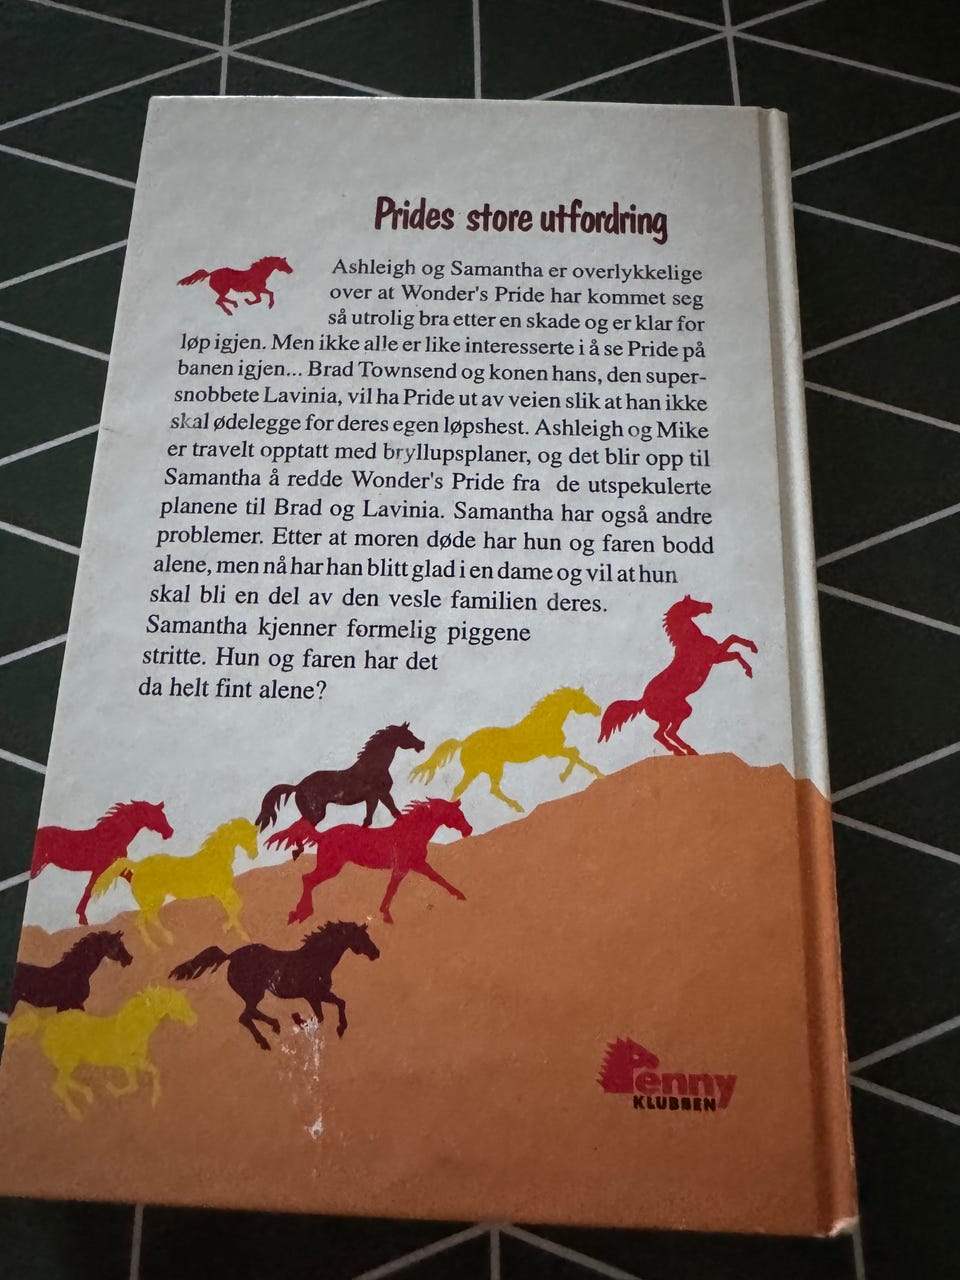 Prides store utfordring
Ashleigh og Samantha er overlykkelige
over at Wonder's Pride har kommet seg
så utrolig bra etter en skade og er klar for
løp igjen. Men ikke alle er like interesserte i å se Pride på
banen igjen... Brad Townsend og konen hans, den super-
snobbete Lavinia, vil ha Pride ut av veien slik at han ikke
skal ødelegge for deres egen løpshest. Ashleigh og Mike
er travelt opptatt med bryllupsplaner, og det blir opp til
Samantha å redde Wonder's Pride fra de utspekulerte
planene til Brad og Lavinia. Samantha har også andre
problemer. Etter at moren døde har hun og faren bodd
alene, men nå har han blitt glad i en dame og vil at hun
skal bli en del av den vesle familien deres.
Samantha kjenner formelig piggene
stritte. Hun og faren har det
da helt fint alene?
Penny
KLUBBEN